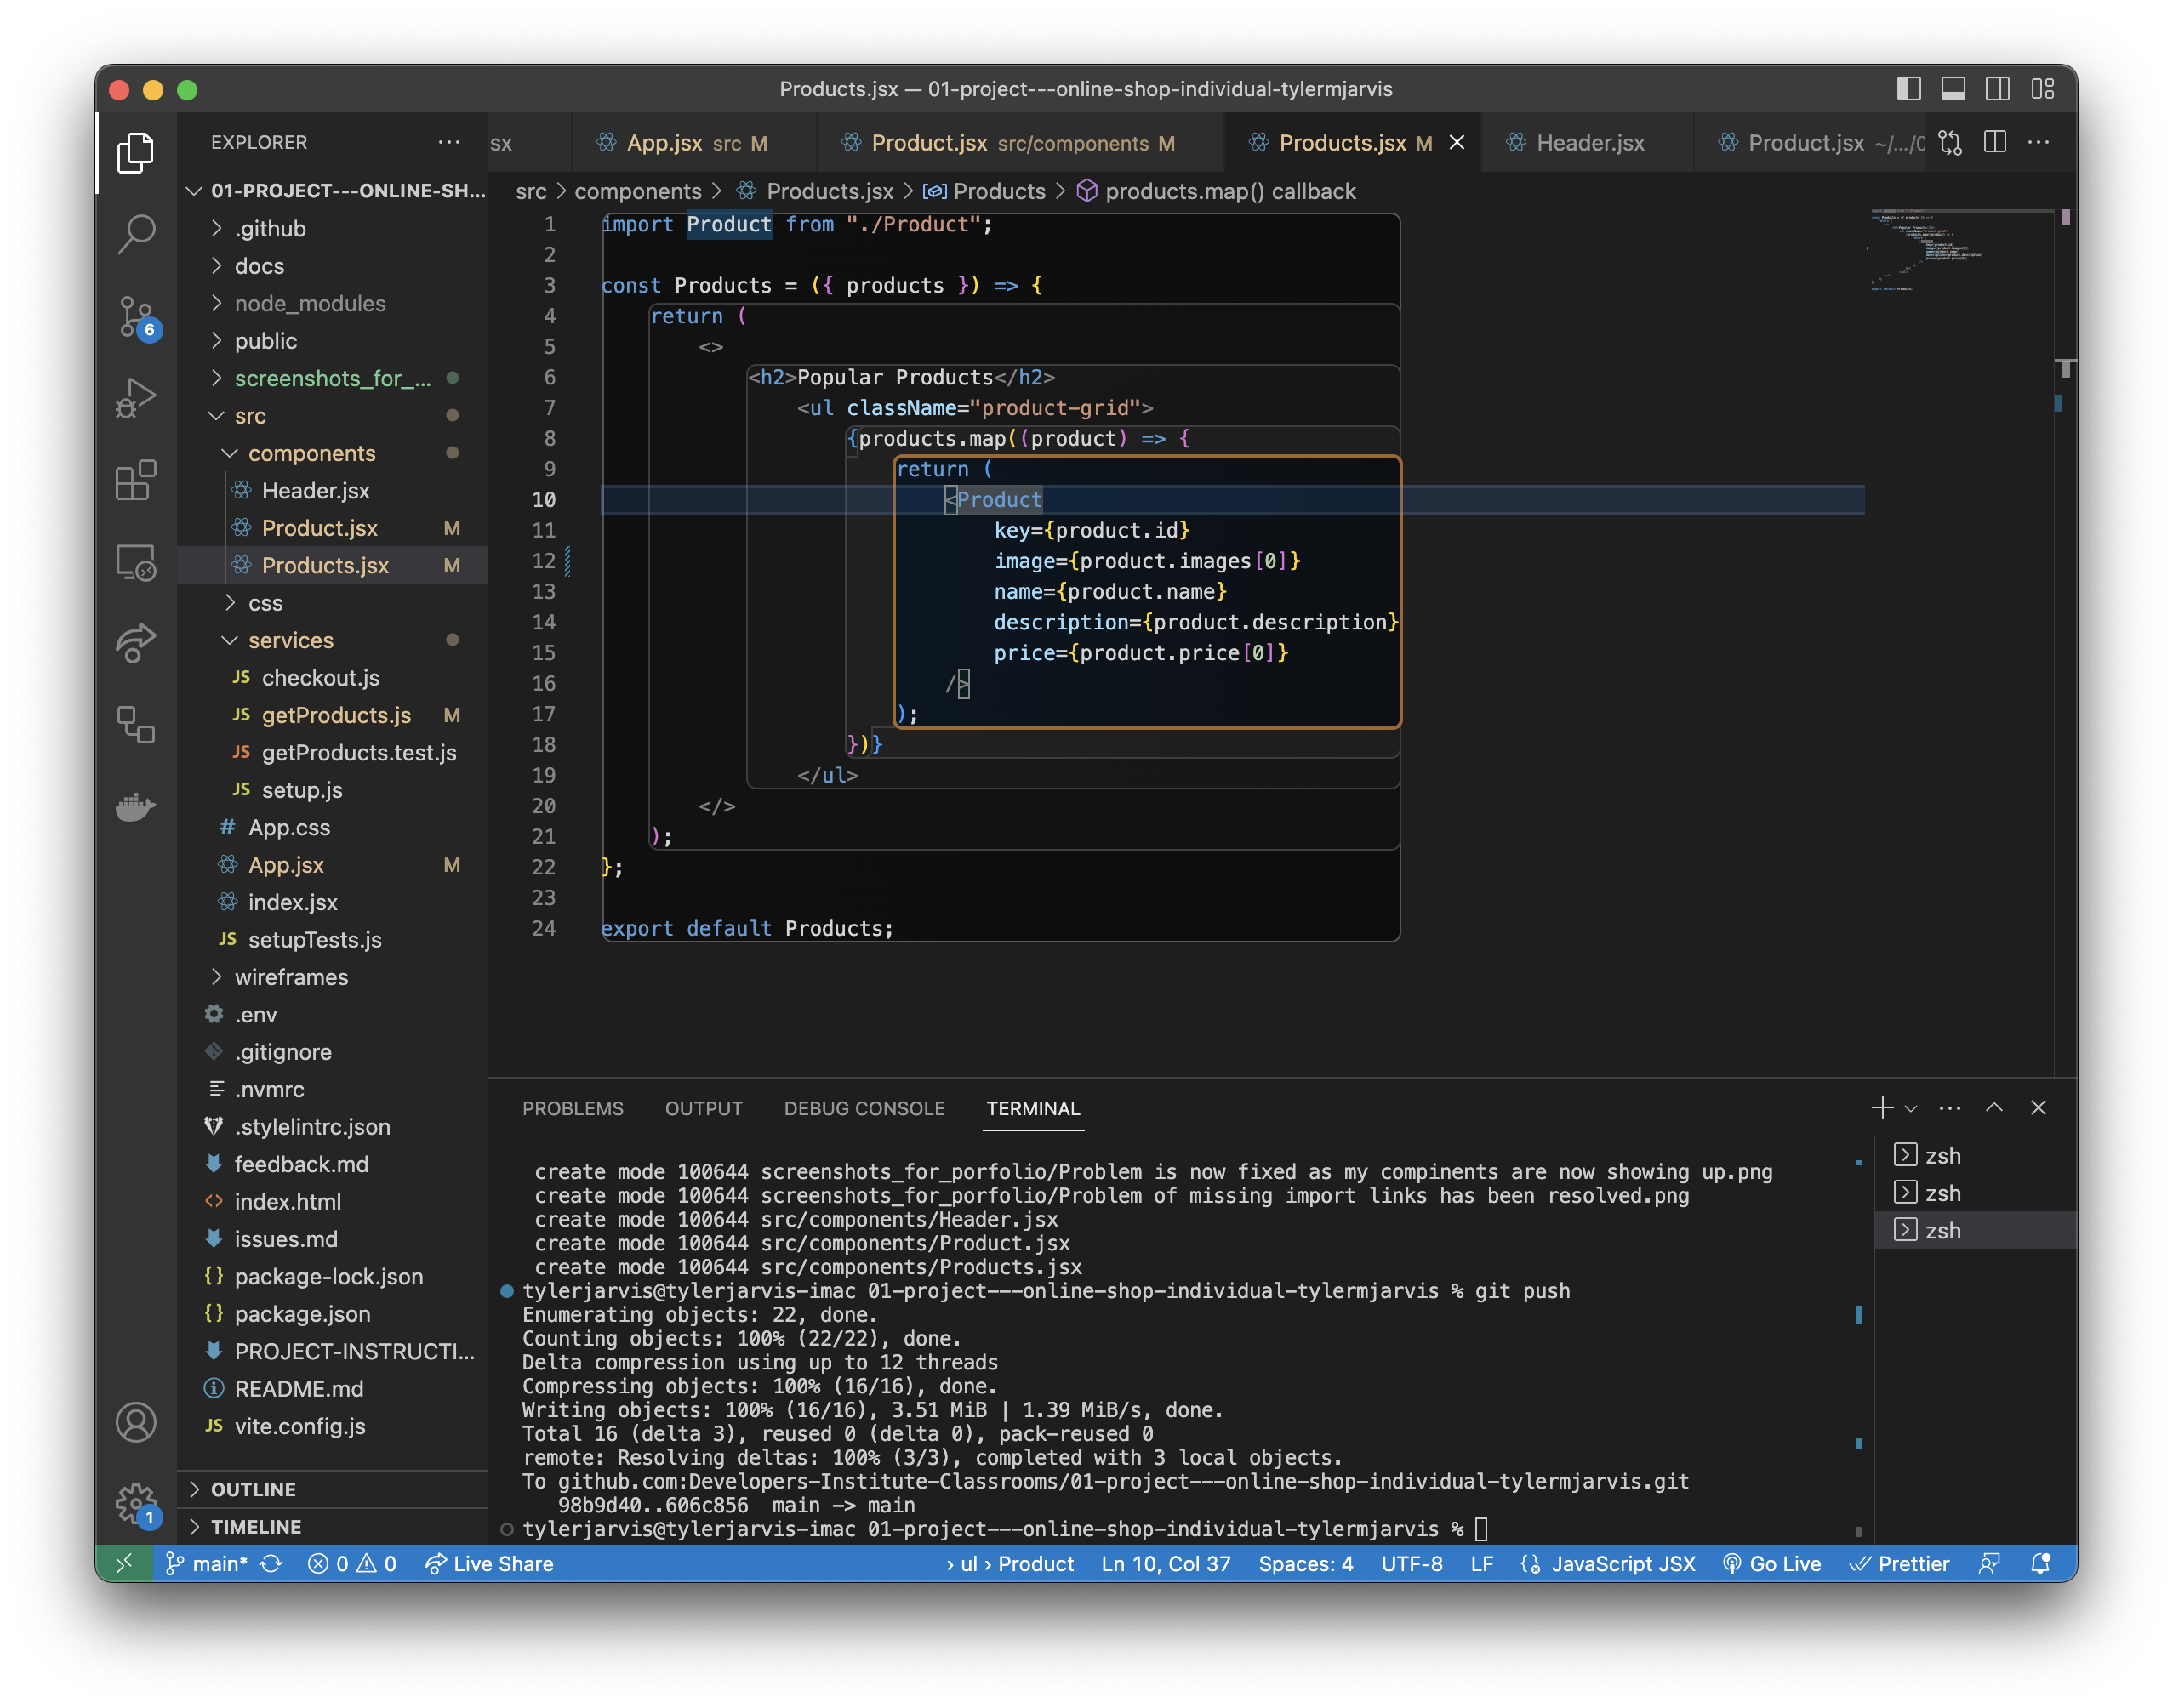 Products.jsx — 01-project---online-shop-individual-tylermjarvis
EXPLORER
01-PROJECT---ONLINE-SH...
.github
docs
node_modules
public
screenshots_for_...
src
components
Header.jsx
Product.jsx M
Products.jsx M
css
services
checkout.js
getProducts.js M
getProducts.test.js
setup.js
App.css
App.jsx M
index.jsx
setupTests.js
wireframes
.env
.gitignore
.nvmrc
.stylelintrc.json
feedback.md
index.html
issues.md
package-lock.json
package.json
PROJECT-INSTRUCTI...
README.md
vite.config.js
OUTLINE
TIMELINE
6
1
sx App.jsx src M Product.jsx src/components M Products.jsx M Header.jsx Product.jsx ~/.../0
src > components > Products.jsx > Products > products.map() callback
1 import Product from "./Product";
2
3 const Products = ({ products }) => {
4 return (
5 <>
6 <h2>Popular Products</h2>
7 <ul className="product-grid">
8 {products.map((product) => {
9 return (
10 <Product
11 key={product.id}
12 image={product.images[0]}
13 name={product.name}
14 description={product.description}
15 price={product.price[0]}
16 />
17 );
18 })}
19 </ul>
20 </>
21 );
22 };
23
24 export default Products;
PROBLEMS OUTPUT DEBUG CONSOLE TERMINAL
create mode 100644 screenshots_for_porfolio/Problem is now fixed as my compinents are now showing up.png
create mode 100644 screenshots_for_porfolio/Problem of missing import links has been resolved.png
create mode 100644 src/components/Header.jsx
create mode 100644 src/components/Product.jsx
create mode 100644 src/components/Products.jsx
tylerjarvis@tylerjarvis-imac 01-project---online-shop-individual-tylermjarvis % git push
Enumerating objects: 22, done.
Counting objects: 100% (22/22), done.
Delta compression using up to 12 threads
Compressing objects: 100% (16/16), done.
Writing objects: 100% (16/16), 3.51 MiB | 1.39 MiB/s, done.
Total 16 (delta 3), reused 0 (delta 0), pack-reused 0
remote: Resolving deltas: 100% (3/3), completed with 3 local objects.
To github.com:Developers-Institute-Classrooms/01-project---online-shop-individual-tylermjarvis.git
98b9d40..606c856 main -> main
tylerjarvis@tylerjarvis-imac 01-project---online-shop-individual-tylermjarvis %
zsh
zsh
zsh
main* 0 0 Live Share › ul › Product Ln 10, Col 37 Spaces: 4 UTF-8 LF JavaScript JSX Go Live Prettier